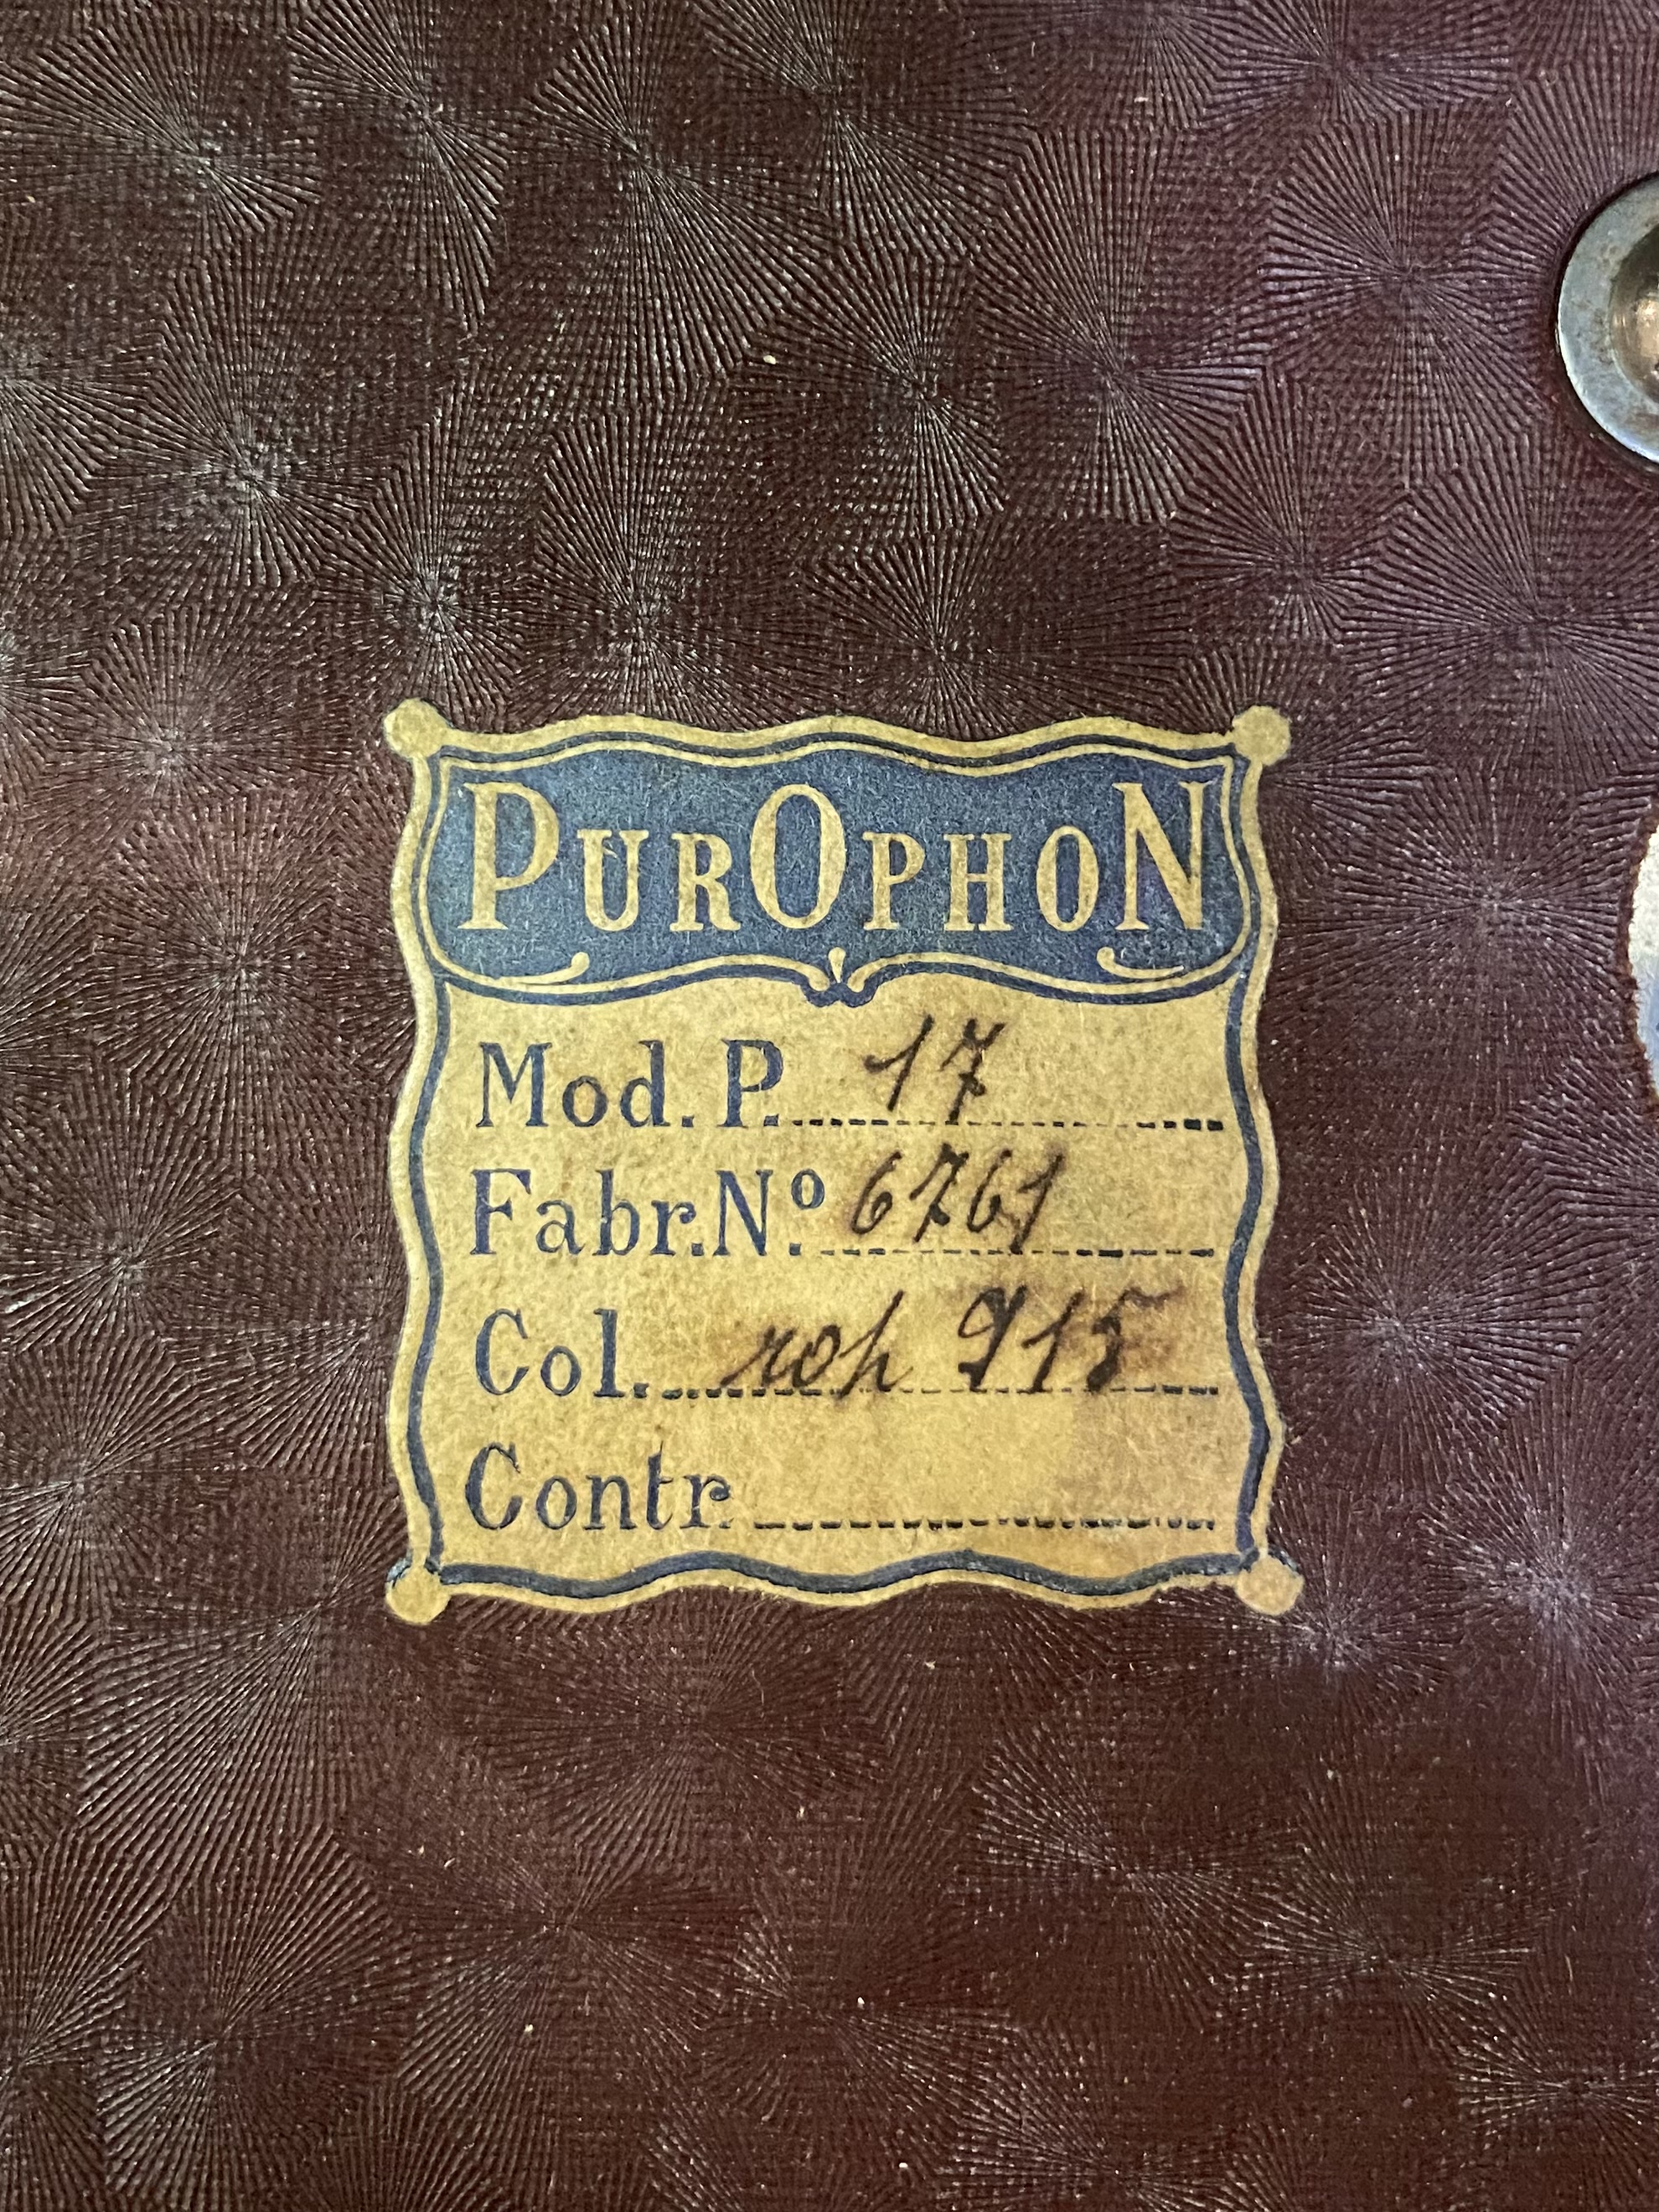 PurOphoN
Mod. P. 17
Fabr. Nº. 6761
Col. roh 915
Contr.